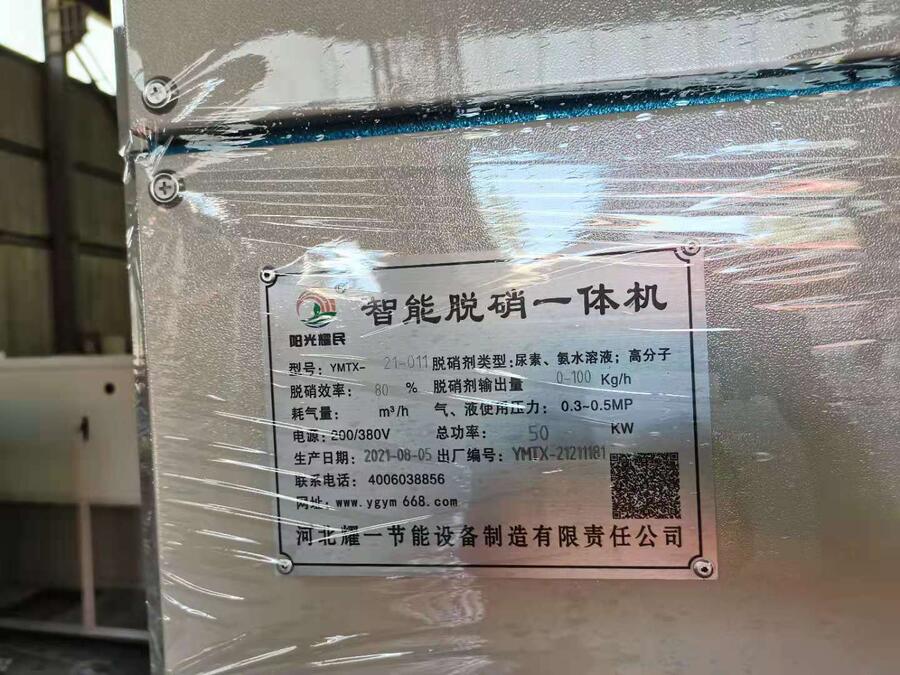 阳光耀民
智能脱硝一体机
型号: YMTX- 21-011 脱硝剂类型: 尿素、氨水溶液; 高分子
脱硝效率: 80 % 脱硝剂输出量 0-100 Kg/h
耗气量: m³/h 气、液使用压力: 0.3~0.5MP
电源: 200/380V 总功率: 50 KW
生产日期: 2021-08-05 出厂编号: YMTX-21211181
联系电话: 4006038856
网址: www.ygym668.com
河北耀一节能设备制造有限责任公司